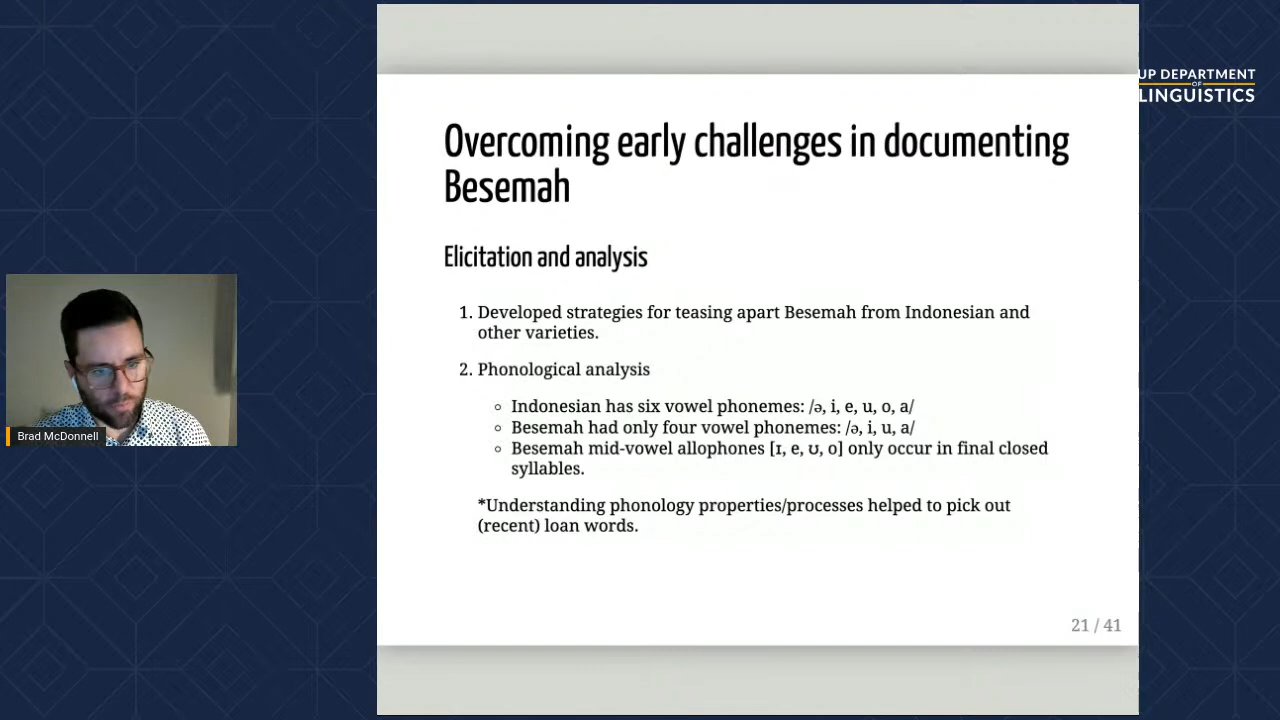 UP DEPARTMENT
OF
LINGUISTICS
Overcoming early challenges in documenting
Besemah
Elicitation and analysis
1. Developed strategies for teasing apart Besemah from Indonesian and
other varieties.
2. Phonological analysis
◦ Indonesian has six vowel phonemes: /ə, i, e, u, o, a/
◦ Besemah had only four vowel phonemes: /ə, i, u, a/
◦ Besemah mid-vowel allophones [ɪ, e, ʊ, o] only occur in final closed
syllables.
*Understanding phonology properties/processes helped to pick out
(recent) loan words.
21 / 41
Brad McDonnell